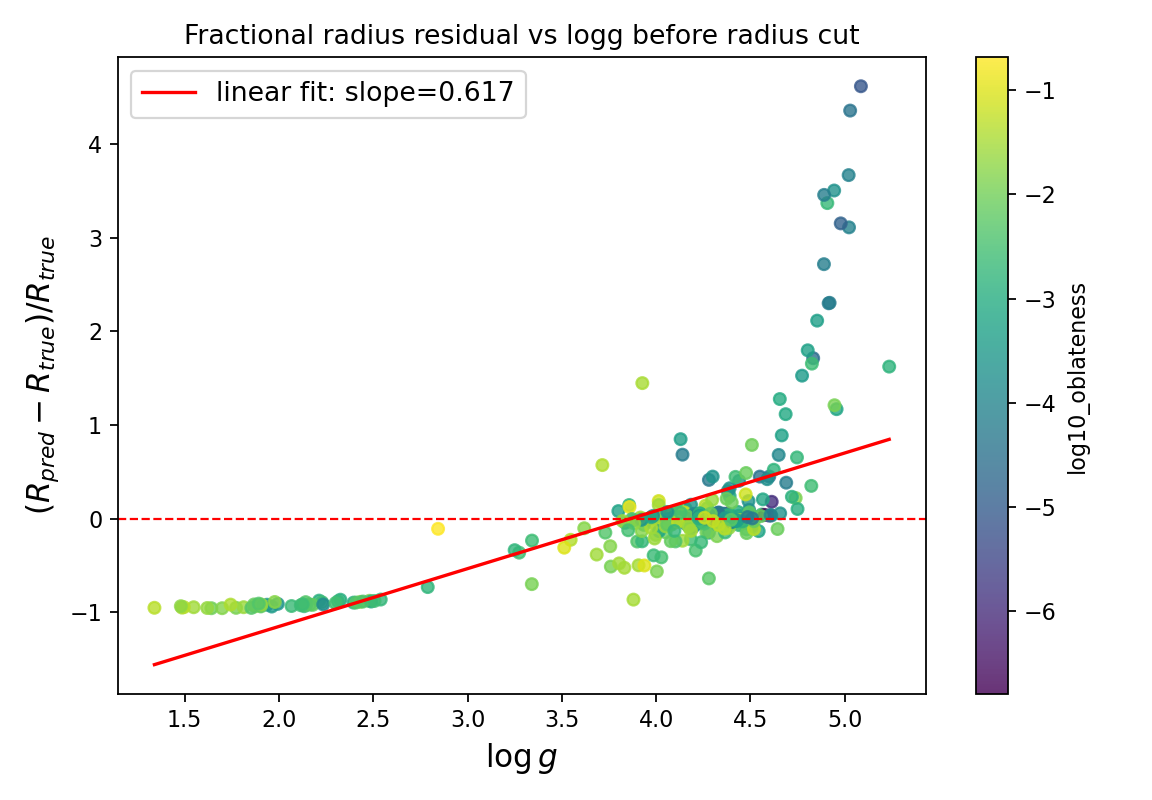 Fractional radius residual vs logg before radius cut
linear fit: slope=0.617
(R_pred − R_true)/R_true
4
3
2
1
0
−1
1.5 2.0 2.5 3.0 3.5 4.0 4.5 5.0
log g
−1
−2
−3
−4
−5
−6
log10_oblateness